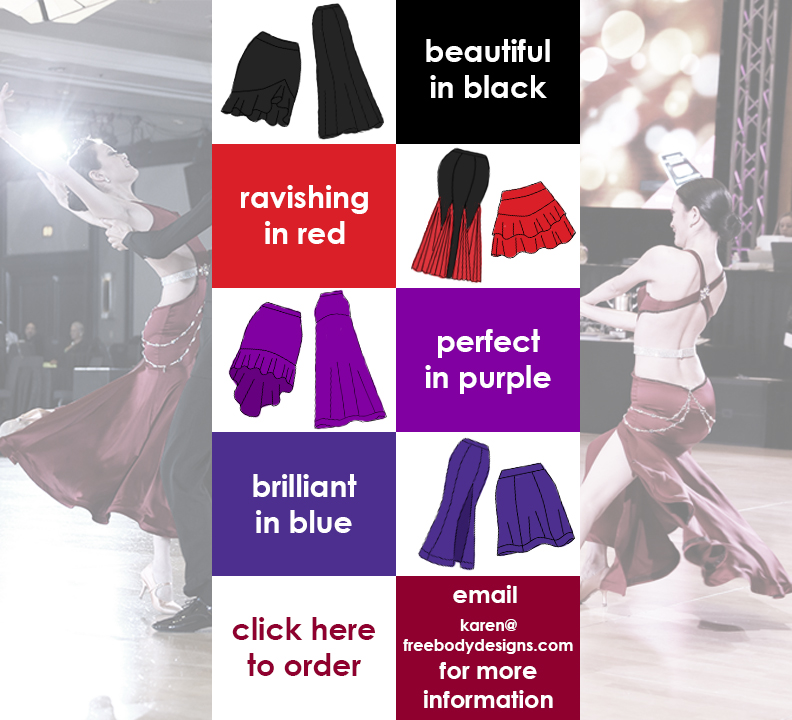 beautiful
in black
ravishing
in red
perfect
in purple
brilliant
in blue
click here
to order
email
karen@
freebodydesigns.com
for more
information